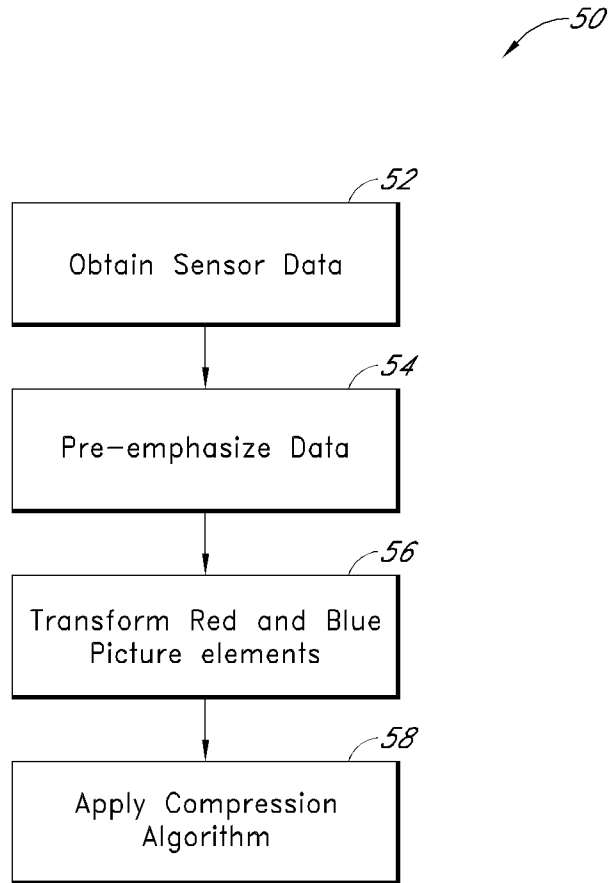 50
52
Obtain Sensor Data
54
Pre-emphasize Data
56
Transform Red and Blue
Picture elements
58
Apply Compression
Algorithm